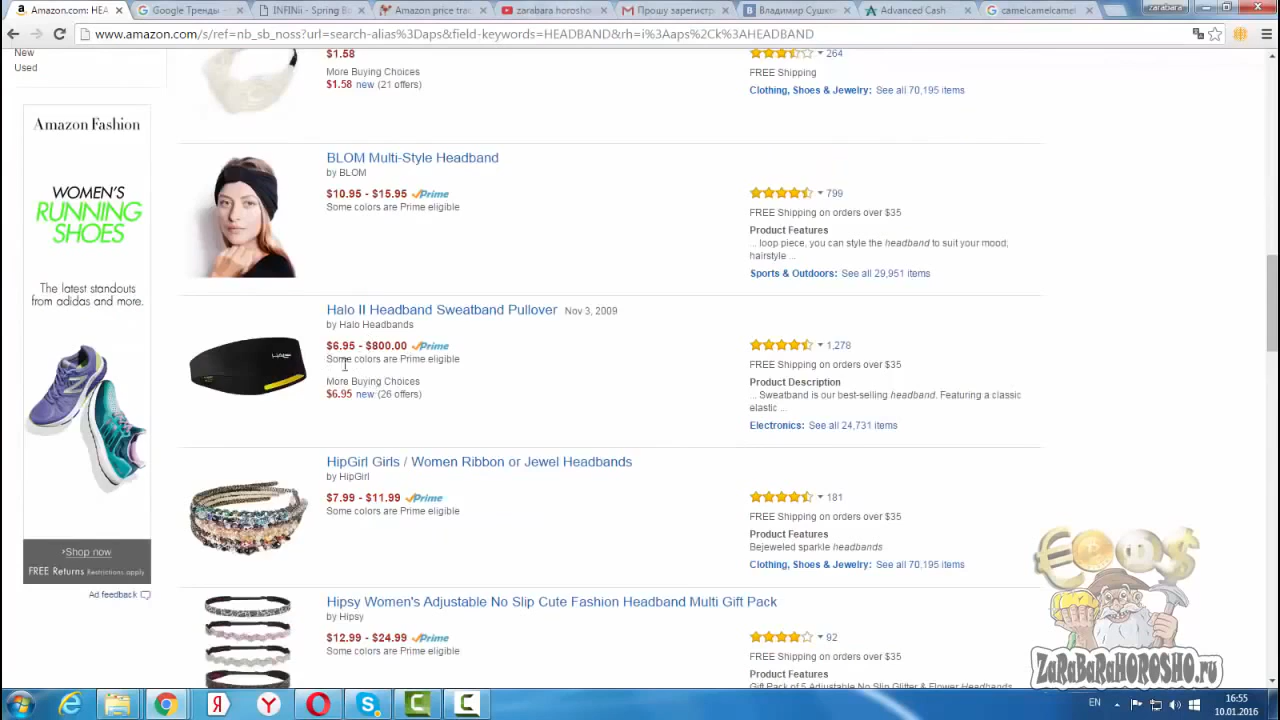 Amazon.com: HEA
Google Тренды -
INFINii - Spring B
Amazon price tra
zarabara horosho
Прошу зарегистр
Владимир Сушко
Advanced Cash
camelcamelcamel
zarabara
www.amazon.com/s/ref=nb_sb_noss?url=search-alias%3Daps&field-keywords=HEADBAND&rh=i%3Aaps%2Ck%3AHEADBAND
New
Used
Amazon Fashion
WOMEN'S
RUNNING
SHOES
The latest standouts
from adidas and more.
›Shop now
FREE Returns Restrictions apply
Ad feedback
$1.58
More Buying Choices
$1.58 new (21 offers)
264
FREE Shipping
Clothing, Shoes & Jewelry: See all 70,195 items
BLOM Multi-Style Headband
by BLOM
$10.95 - $15.95 Prime
Some colors are Prime eligible
799
FREE Shipping on orders over $35
Product Features
... loop piece, you can style the headband to suit your mood,
hairstyle ...
Sports & Outdoors: See all 29,951 items
Halo II Headband Sweatband Pullover Nov 3, 2009
by Halo Headbands
$6.95 - $800.00 Prime
Some colors are Prime eligible
More Buying Choices
$6.95 new (26 offers)
1,278
FREE Shipping on orders over $35
Product Description
... Sweatband is our best-selling headband. Featuring a classic
elastic ...
Electronics: See all 24,731 items
HipGirl Girls / Women Ribbon or Jewel Headbands
by HipGirl
$7.99 - $11.99 Prime
Some colors are Prime eligible
181
FREE Shipping on orders over $35
Product Features
Bejeweled sparkle headbands
Clothing, Shoes & Jewelry: See all 70,195 items
Hipsy Women's Adjustable No Slip Cute Fashion Headband Multi Gift Pack
by Hipsy
$12.99 - $24.99 Prime
Some colors are Prime eligible
92
FREE Shipping on orders over $35
Product Features
Gift Pack of 5 Adjustable No Slip Glitter & Flower Headbands
ZaRaBaRaHOROSHO.ru
EN
16:55
10.01.2016